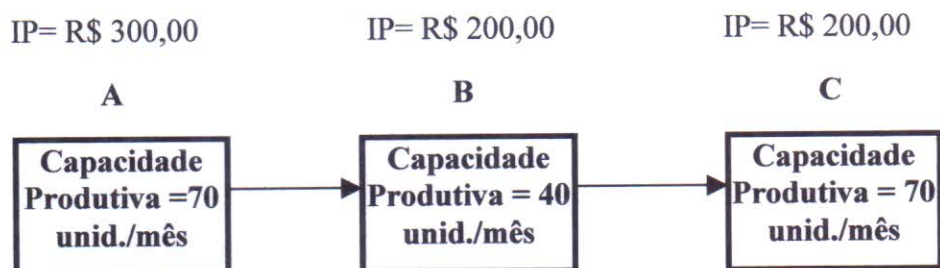 IP= R$ 300,00 IP= R$ 200,00 IP= R$ 200,00
A B C
Capacidade
Produtiva =70
unid./mês
Capacidade
Produtiva = 40
unid./mês
Capacidade
Produtiva = 70
unid./mês